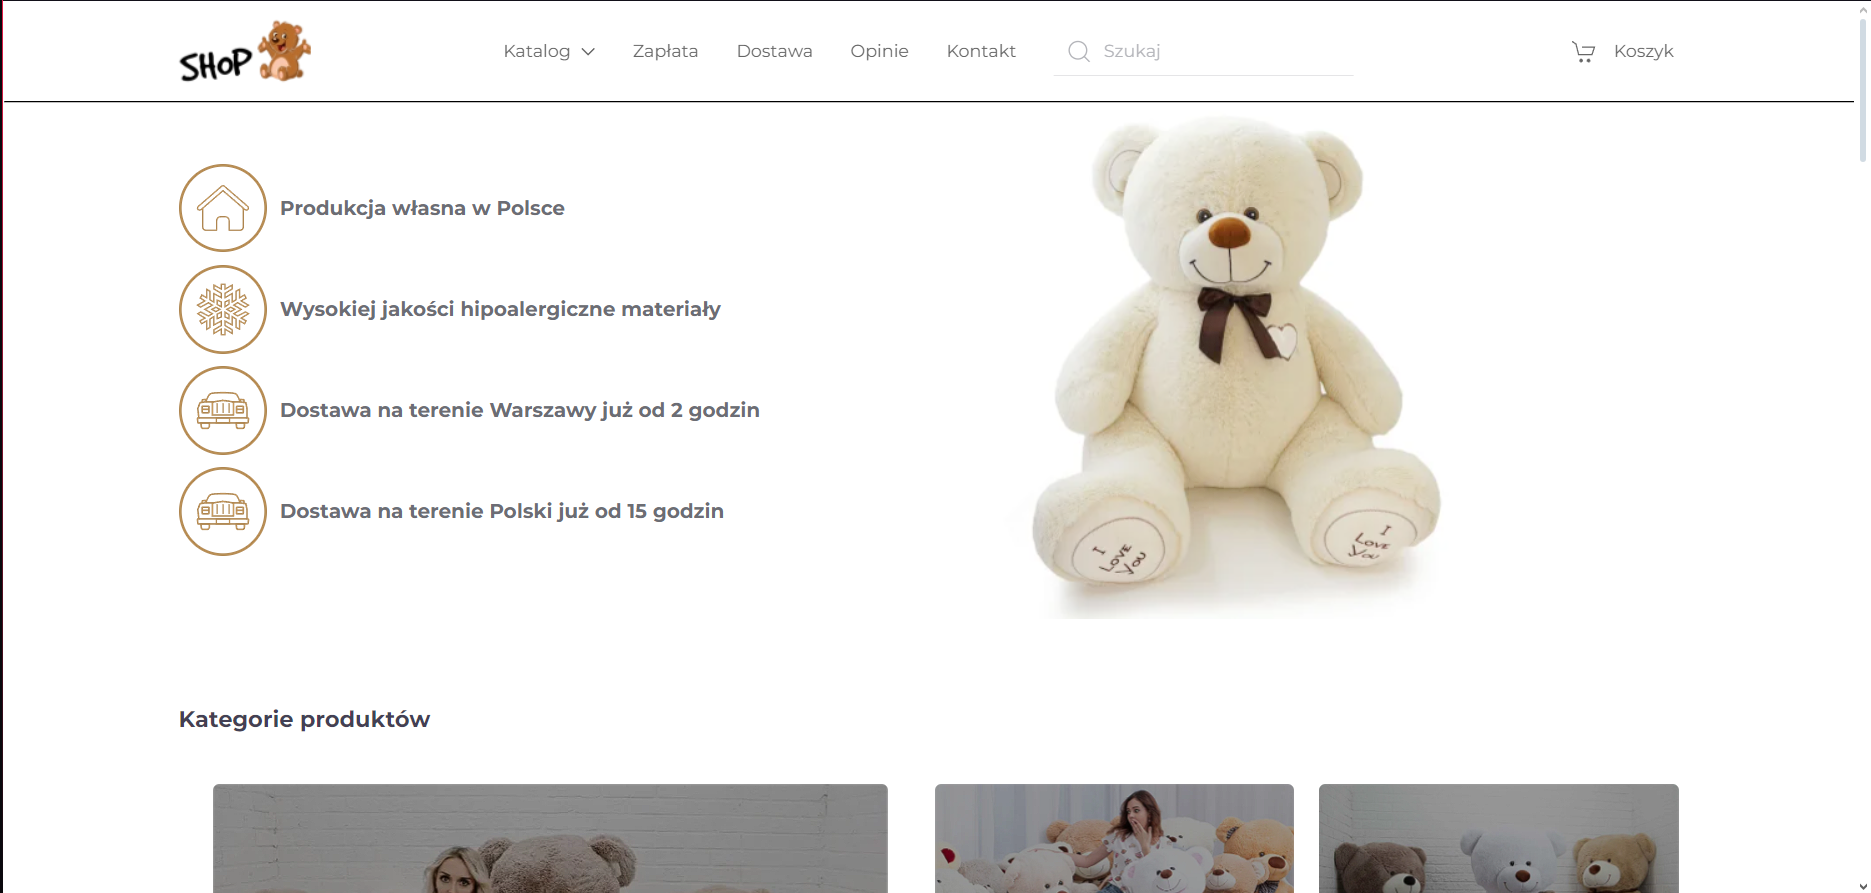 SHOP
Katalog
Zapłata
Dostawa
Opinie
Kontakt
Szukaj
Koszyk
Produkcja własna w Polsce
Wysokiej jakości hipoalergiczne materiały
Dostawa na terenie Warszawy już od 2 godzin
Dostawa na terenie Polski już od 15 godzin
I
LOVE
You
I
LOVE
You
Kategorie produktów